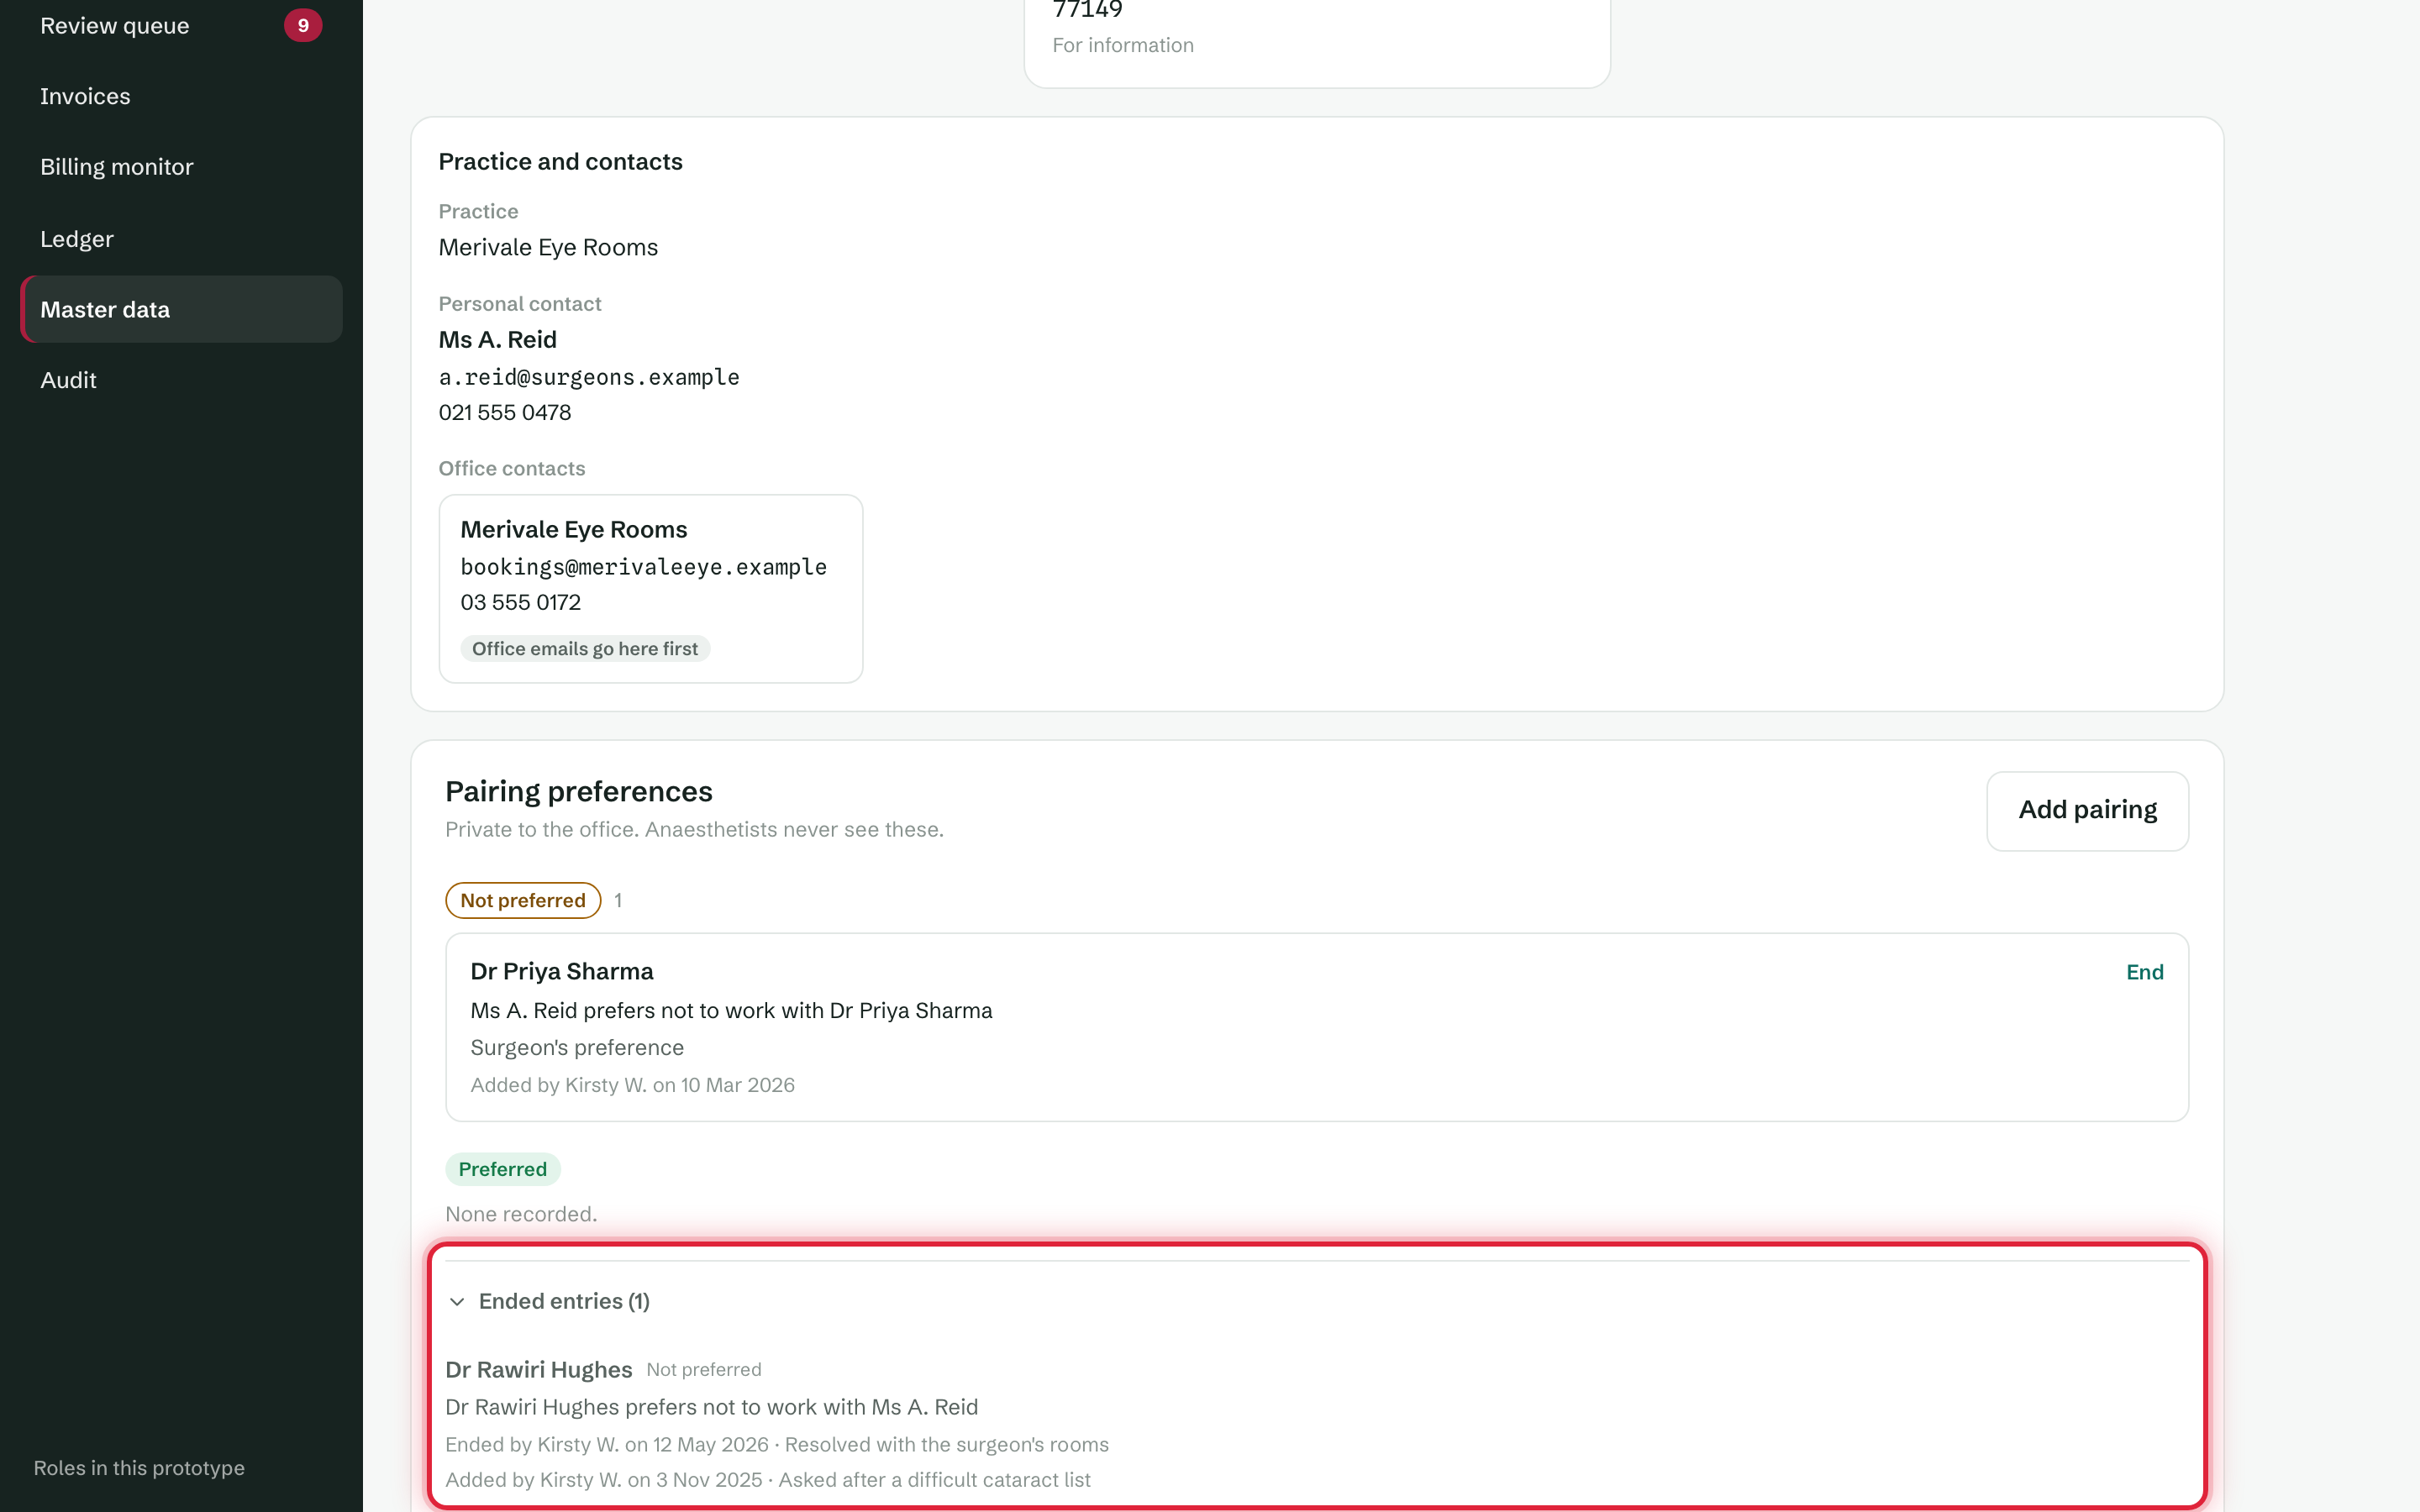 Review queue 9
Invoices
Billing monitor
Ledger
Master data
Audit
Roles in this prototype
77149
For information
Practice and contacts
Practice
Merivale Eye Rooms
Personal contact
Ms A. Reid
a.reid@surgeons.example
021 555 0478
Office contacts
Merivale Eye Rooms
bookings@merivaleeye.example
03 555 0172
Office emails go here first
Pairing preferences
Private to the office. Anaesthetists never see these.
Add pairing
Not preferred 1
Dr Priya Sharma
End
Ms A. Reid prefers not to work with Dr Priya Sharma
Surgeon's preference
Added by Kirsty W. on 10 Mar 2026
Preferred
None recorded.
Ended entries (1)
Dr Rawiri Hughes Not preferred
Dr Rawiri Hughes prefers not to work with Ms A. Reid
Ended by Kirsty W. on 12 May 2026 · Resolved with the surgeon's rooms
Added by Kirsty W. on 3 Nov 2025 · Asked after a difficult cataract list